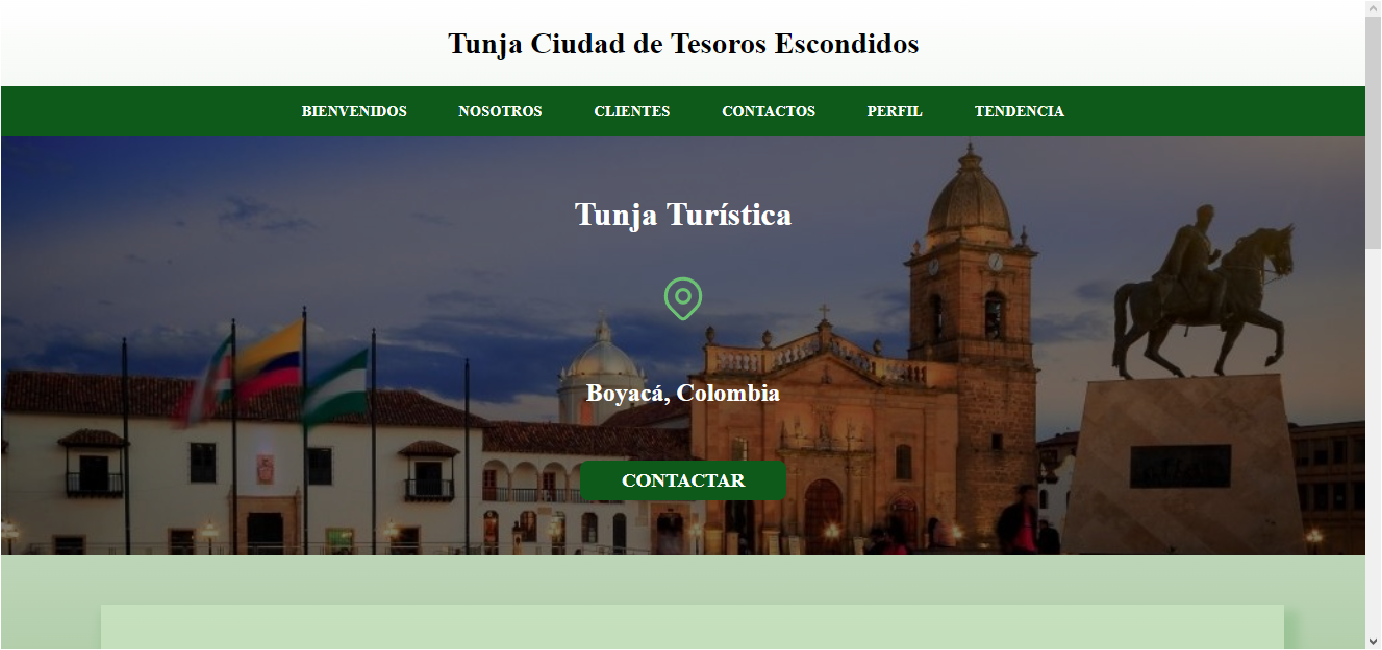 Tunja Ciudad de Tesoros Escondidos
BIENVENIDOS NOSOTROS CLIENTES CONTACTOS PERFIL TENDENCIA
Tunja Turística
Boyacá, Colombia
CONTACTAR